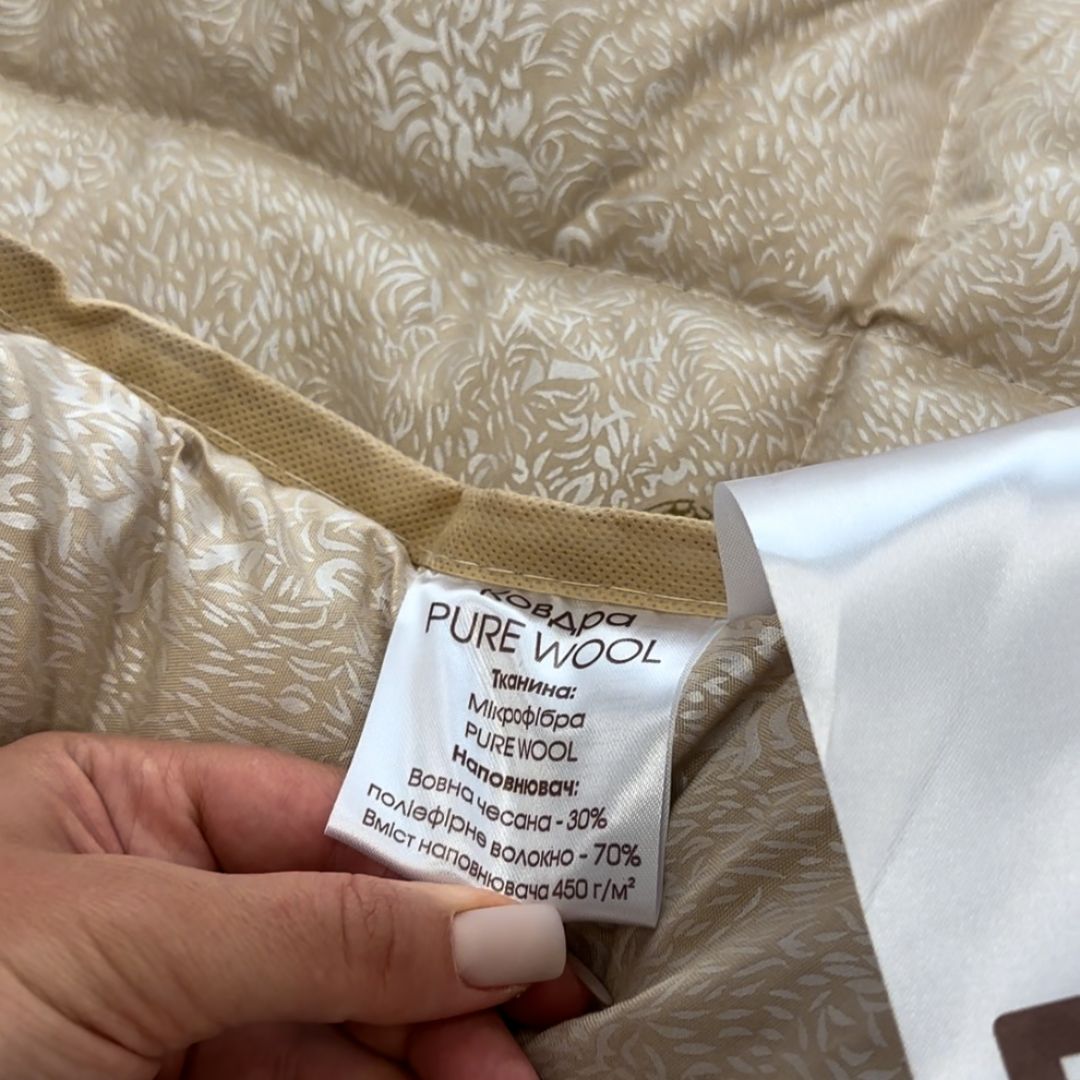 Ковдра
PURE WOOL
Тканина:
Мікрофібра
PURE WOOL
Наповнювач:
Вовна чесана - 30%
поліефірне волокно - 70%
Вміст наповнювача 450 г/м²